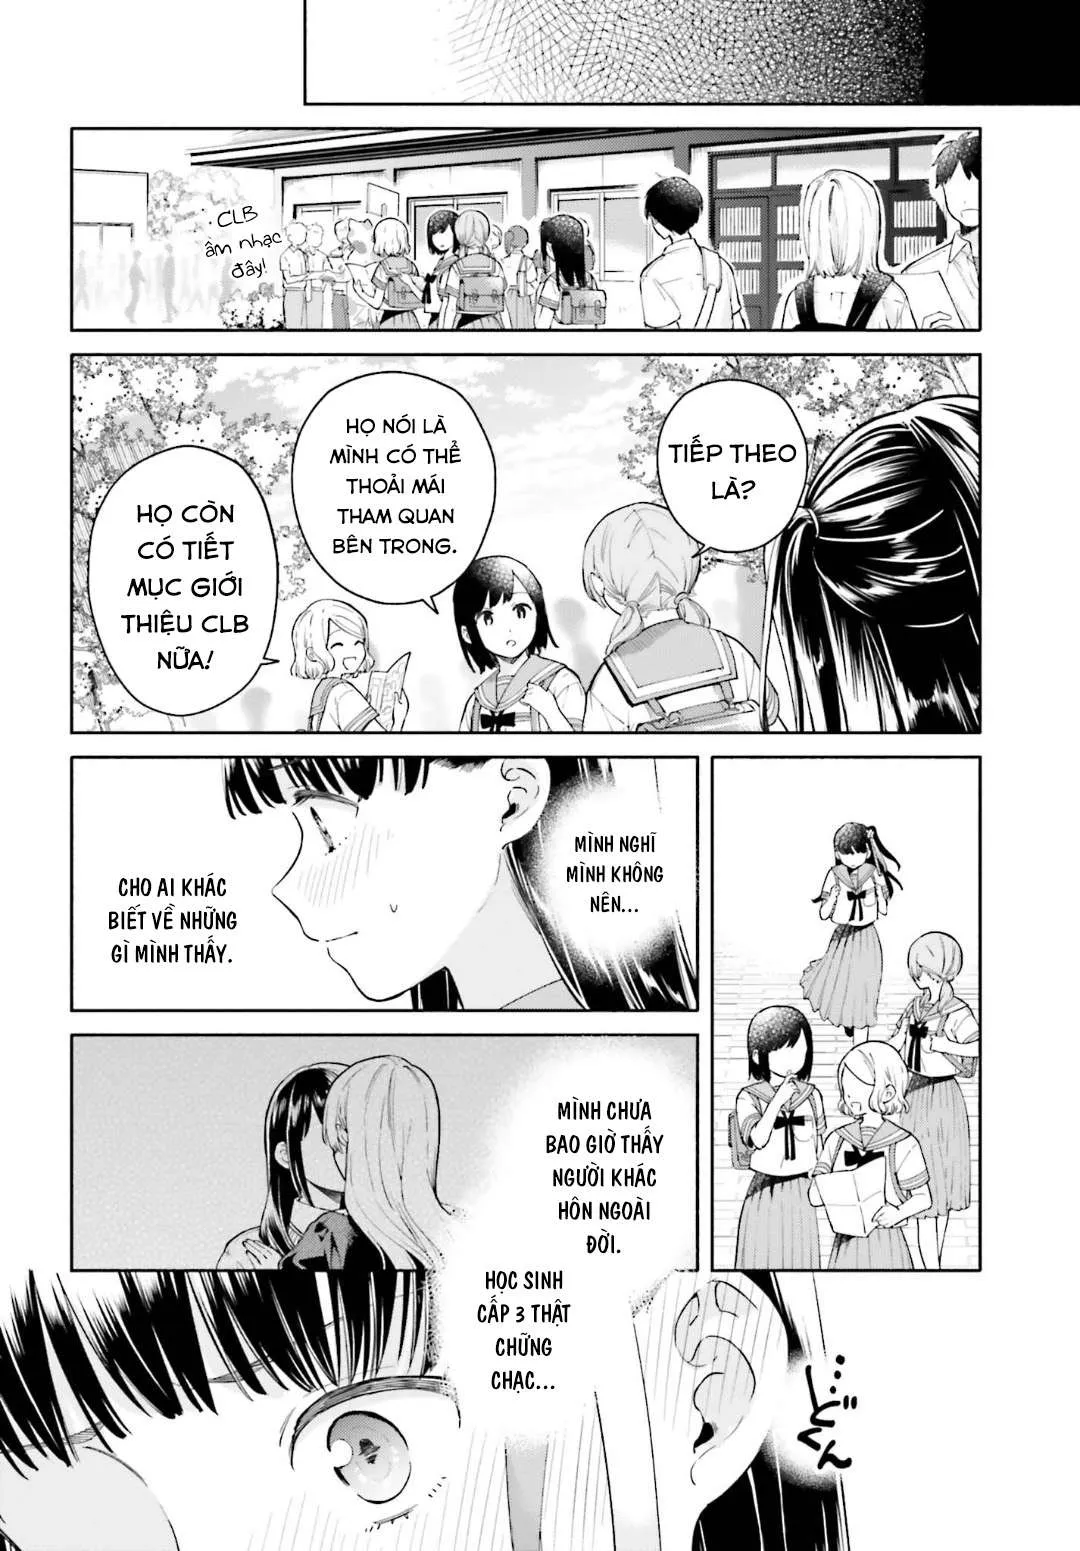 CLB
âm nhạc
đây!
TIẾP THEO
LÀ?
HỌ NÓI LÀ
MÌNH CÓ THỂ
THOẢI MÁI
THAM QUAN
BÊN TRONG.
HỌ CÒN
CÓ TIẾT
MỤC GIỚI
THIỆU CLB
NỮA!
MÌNH NGHĨ
MÌNH KHÔNG
NÊN...
CHO AI KHÁC
BIẾT VỀ NHỮNG
GÌ MÌNH THẤY.
MÌNH CHƯA
BAO GIỜ THẤY
NGƯỜI KHÁC
HÔN NGOÀI
ĐỜI.
HỌC SINH
CẤP 3 THẬT
CHỮNG
CHẠC...
…どくん